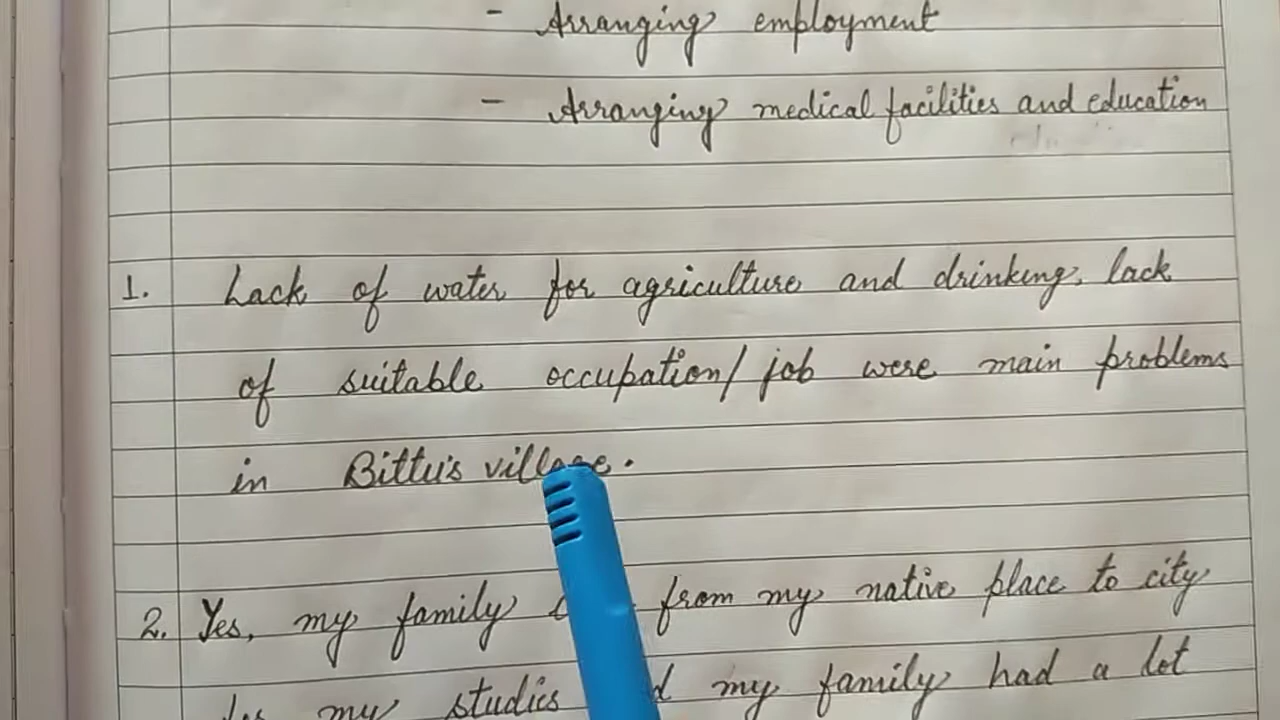 - Arranging employment
- Arranging medical facilities and education
1. Lack of water for agriculture and drinking, lack
of suitable occupation/job were main problems
in Bittu's village.
2. Yes, my family from my native place to city
my studies my family had a lot